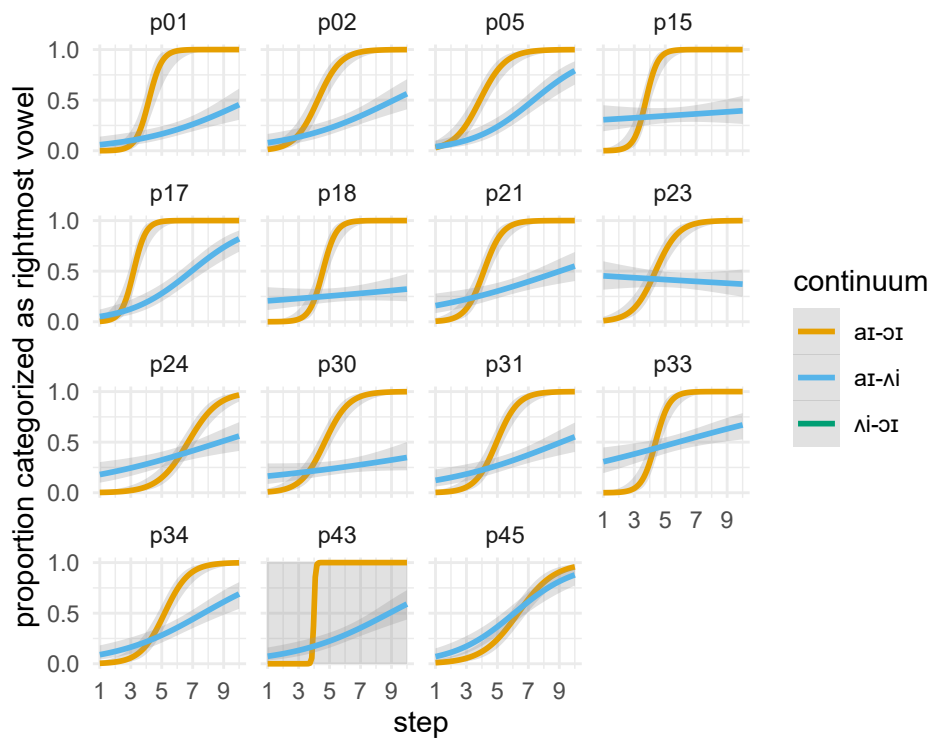 p01 p02 p05 p15
1.0
0.5
0.0
p17 p18 p21 p23
1.0
0.5
0.0
p24 p30 p31 p33
1.0
0.5
0.0
1 3 5 7 9
p34 p43 p45
1.0
0.5
0.0
1 3 5 7 9 1 3 5 7 9 1 3 5 7 9
step
proportion categorized as rightmost vowel
continuum
aɪ-ɔɪ
aɪ-ʌi
ʌi-ɔɪ